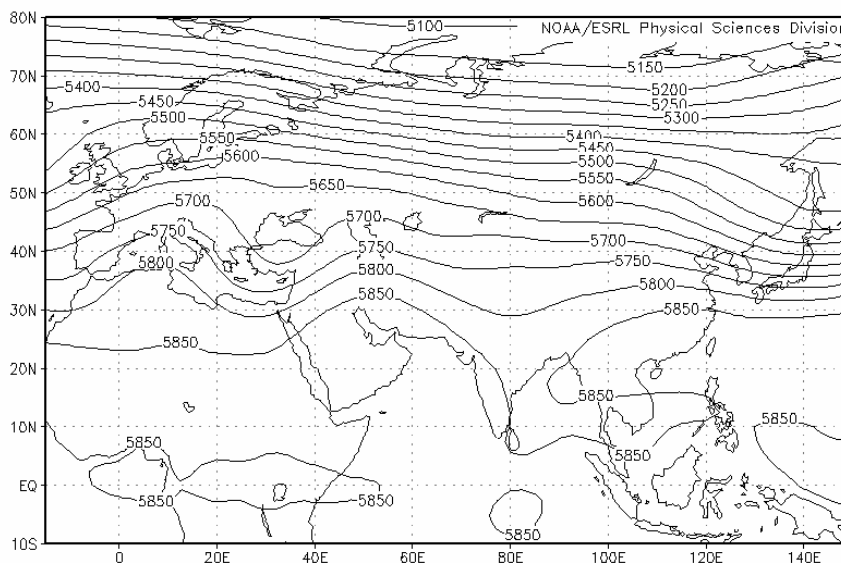 80N
5100
NOAA/ESRL Physical Sciences Division
5150
70N
5400
5200
5250
5450
5300
5500
60N
5550
5400
5450
5600
5500
5550
50N
5650
5600
5700
5700
5750
5700
40N
5750
5750
5800
5800
5800
5850
5850
30N
5850
20N
5850
5850
10N
5850
5850
EQ
5850
5850
5850
10S
0
20E
40E
60E
80E
100E
120E
140E